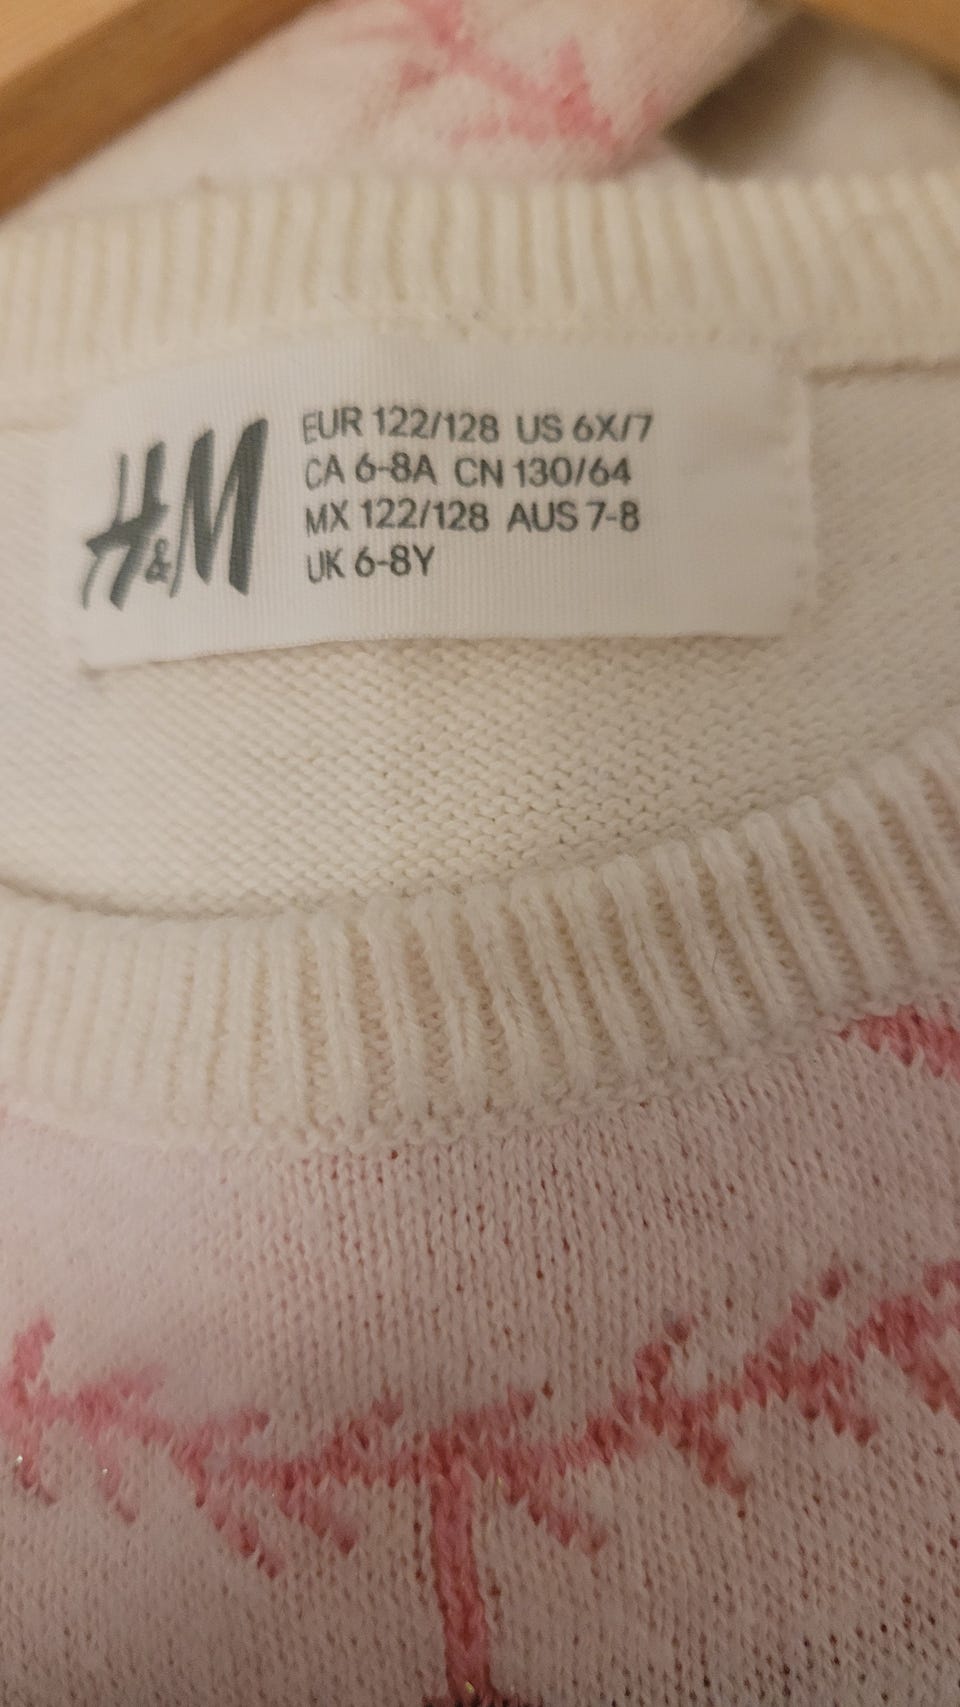 H&M
EUR 122/128 US 6X/7
CA 6-8A CN 130/64
MX 122/128 AUS 7-8
UK 6-8Y